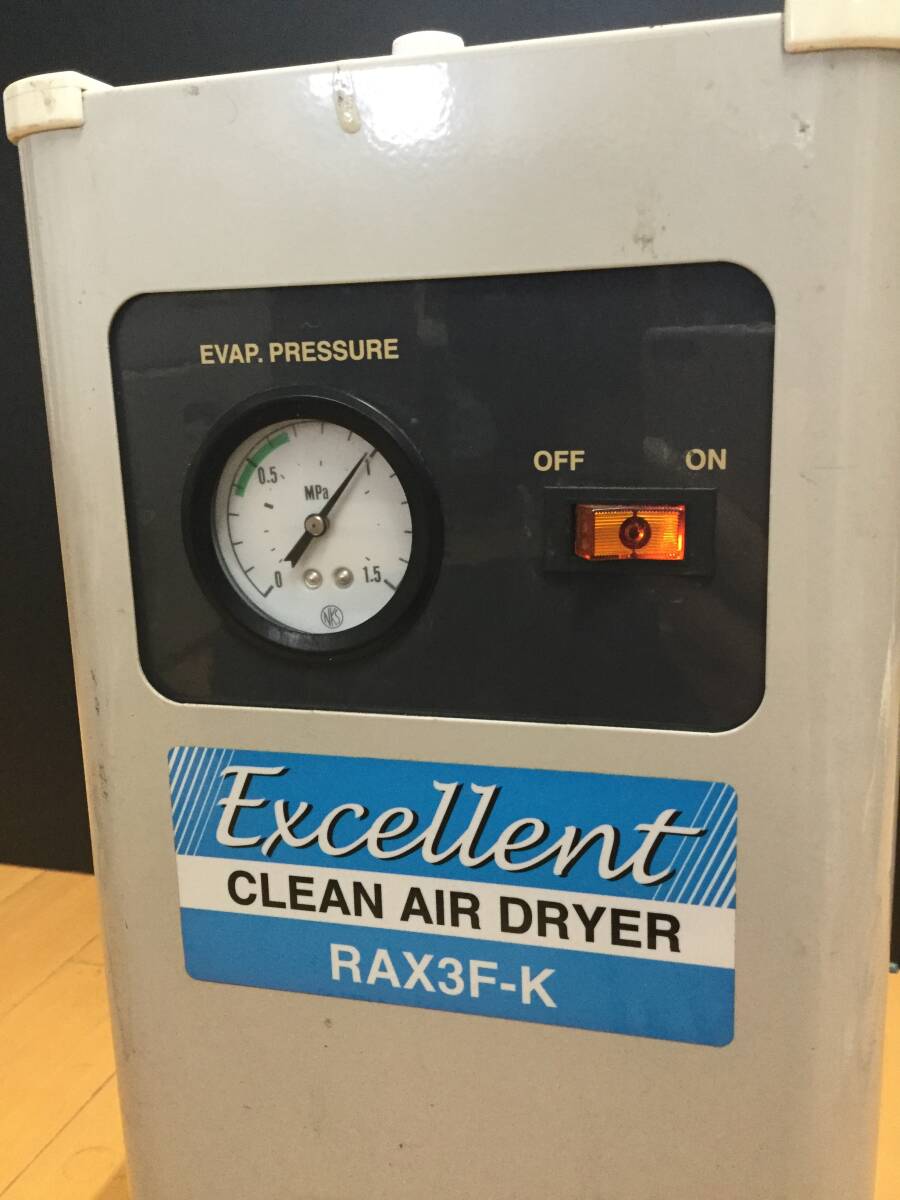 EVAP. PRESSURE
OFF ON
0.5
1
MPa
0
1.5
NKS
Excellent
CLEAN AIR DRYER
RAX3F-K